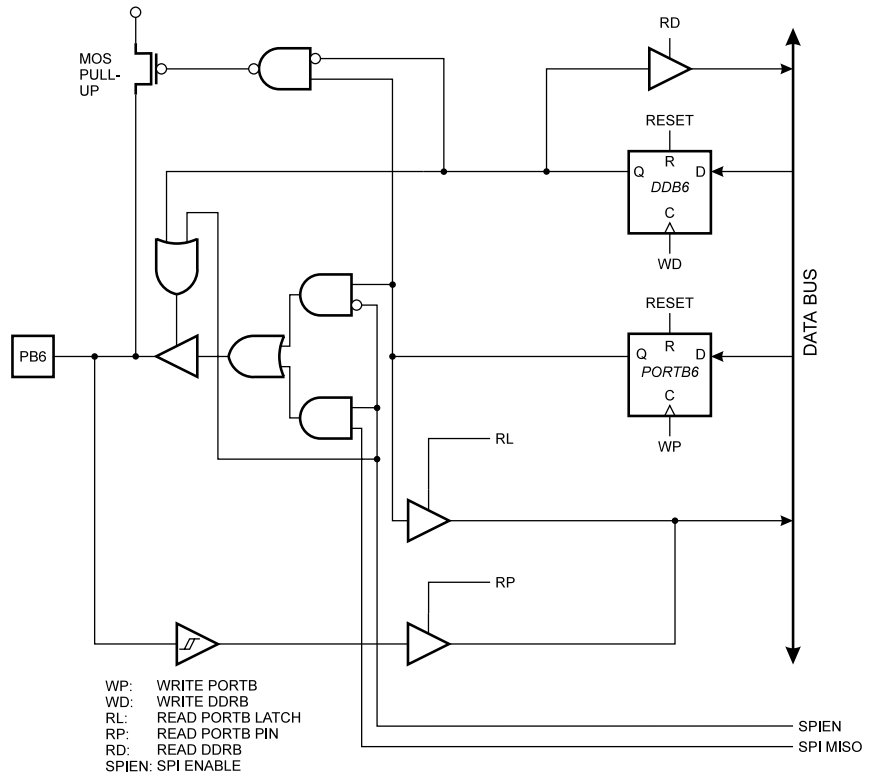 RD
MOS
PULL-
UP
RESET
R
Q
D
DDB6
C
WD
RESET
R
Q
D
PORTB6
C
WP
DATA BUS
PB6
RL
RP
WP: WRITE PORTB
WD: WRITE DDRB
RL: READ PORTB LATCH
RP: READ PORTB PIN
RD: READ DDRB
SPIEN: SPI ENABLE
SPIEN
SPI MISO